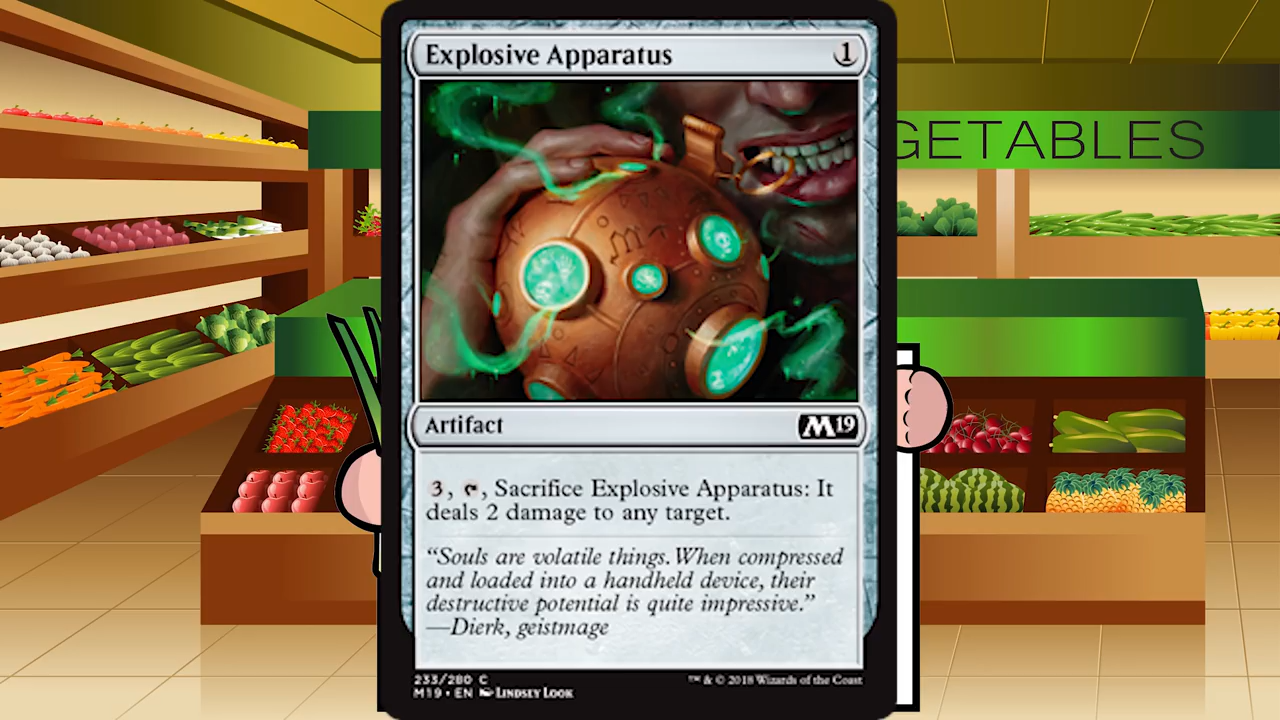 Explosive Apparatus 1
GETABLES
Artifact M19
3, , Sacrifice Explosive Apparatus: It
deals 2 damage to any target.
“Souls are volatile things. When compressed
and loaded into a handheld device, their
destructive potential is quite impressive.”
—Dierk, geistmage
233/280 C
M19 • EN Lindsey Look
™ & © 2018 Wizards of the Coast